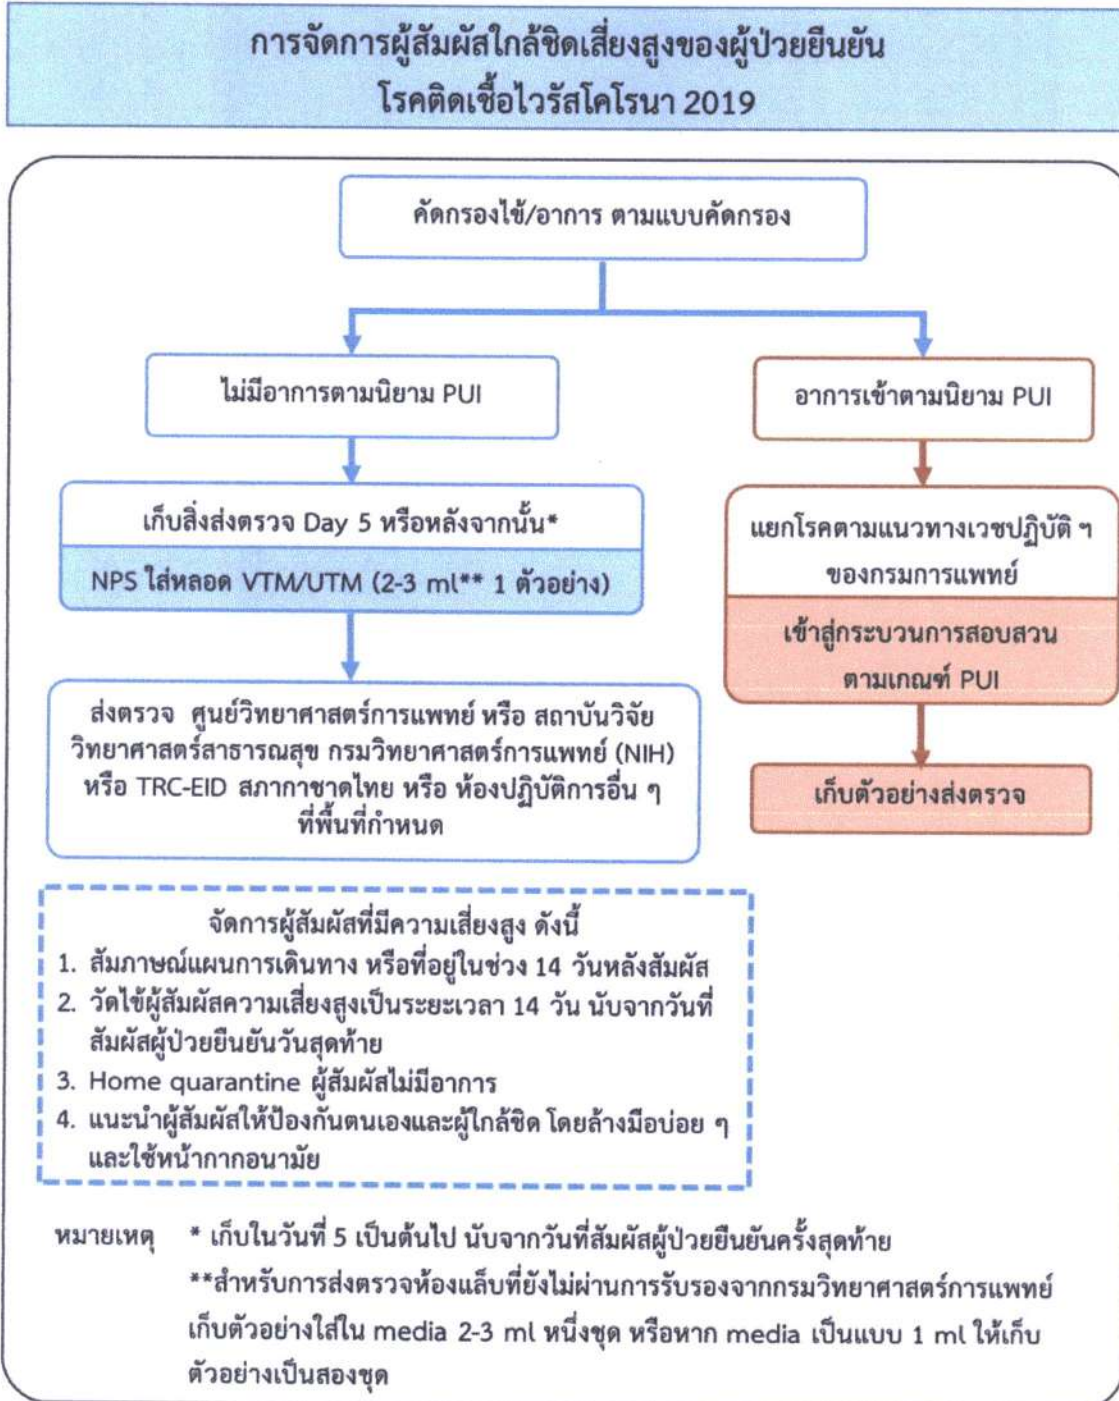 การจัดการผู้สัมผัสใกล้ชิดเสี่ยงสูงของผู้ป่วยยืนยัน
โรคติดเชื้อไวรัสโคโรนา 2019
คัดกรองไข้/อาการ ตามแบบคัดกรอง
ไม่มีอาการตามนิยาม PUI
เก็บสิ่งส่งตรวจ Day 5 หรือหลังจากนั้น*
NPS ใส่หลอด VTM/UTM (2-3 ml** 1 ตัวอย่าง)
ส่งตรวจ ศูนย์วิทยาศาสตร์การแพทย์ หรือ สถาบันวิจัย
วิทยาศาสตร์สาธารณสุข กรมวิทยาศาสตร์การแพทย์ (NIH)
หรือ TRC-EID สภากาชาดไทย หรือ ห้องปฏิบัติการอื่น ๆ
ที่พื้นที่กำหนด
อาการเข้าตามนิยาม PUI
แยกโรคตามแนวทางเวชปฏิบัติ ฯ
ของกรมการแพทย์
เข้าสู่กระบวนการสอบสวน
ตามเกณฑ์ PUI
เก็บตัวอย่างส่งตรวจ
จัดการผู้สัมผัสที่มีความเสี่ยงสูง ดังนี้
1. สัมภาษณ์แผนการเดินทาง หรือที่อยู่ในช่วง 14 วันหลังสัมผัส
2. วัดไข้ผู้สัมผัสความเสี่ยงสูงเป็นระยะเวลา 14 วัน นับจากวันที่
สัมผัสผู้ป่วยยืนยันวันสุดท้าย
3. Home quarantine ผู้สัมผัสไม่มีอาการ
4. แนะนำผู้สัมผัสให้ป้องกันตนเองและผู้ใกล้ชิด โดยล้างมือบ่อย ๆ
และใช้หน้ากากอนามัย
หมายเหตุ * เก็บในวันที่ 5 เป็นต้นไป นับจากวันที่สัมผัสผู้ป่วยยืนยันครั้งสุดท้าย
**สำหรับการส่งตรวจห้องแล็บที่ยังไม่ผ่านการรับรองจากกรมวิทยาศาสตร์การแพทย์
เก็บตัวอย่างใส่ใน media 2-3 ml หนึ่งชุด หรือหาก media เป็นแบบ 1 ml ให้เก็บ
ตัวอย่างเป็นสองชุด